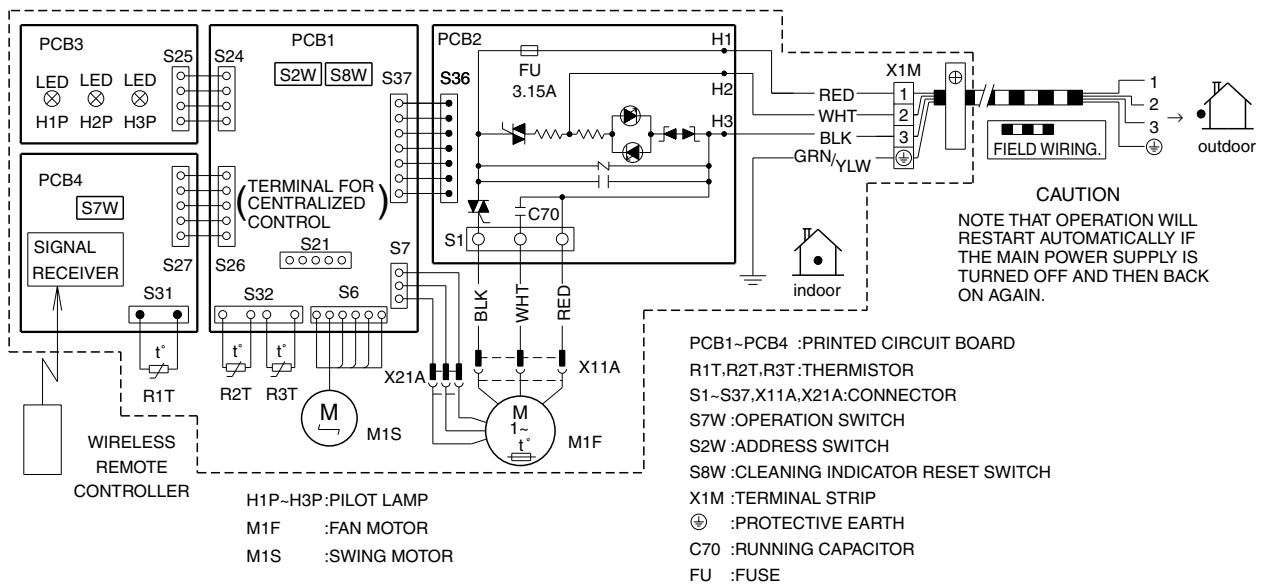 PCB3
LED LED LED
H1P H2P H3P
S25
S24
PCB1
S2W
S8W
S37
S36
PCB2
FU
3.15A
H1
H2
H3
RED
WHT
BLK
GRN/YLW
X1M
1
2
3
1
2
3
→
outdoor
FIELD WIRING.
CAUTION
NOTE THAT OPERATION WILL
RESTART AUTOMATICALLY IF
THE MAIN POWER SUPPLY IS
TURNED OFF AND THEN BACK
ON AGAIN.
PCB4
S7W
SIGNAL
RECEIVER
S27
S26
(TERMINAL FOR
CENTRALIZED
CONTROL)
S21
S7
S31
S32
S6
C70
S1
BLK
WHT
RED
indoor
t°
R1T
t°
R2T
t°
R3T
M
M1S
X21A
X11A
M
1~
t°
M1F
WIRELESS
REMOTE
CONTROLLER
H1P~H3P:PILOT LAMP
M1F :FAN MOTOR
M1S :SWING MOTOR
PCB1~PCB4 :PRINTED CIRCUIT BOARD
R1T,R2T,R3T:THERMISTOR
S1~S37,X11A,X21A:CONNECTOR
S7W :OPERATION SWITCH
S2W :ADDRESS SWITCH
S8W :CLEANING INDICATOR RESET SWITCH
X1M :TERMINAL STRIP
:PROTECTIVE EARTH
C70 :RUNNING CAPACITOR
FU :FUSE